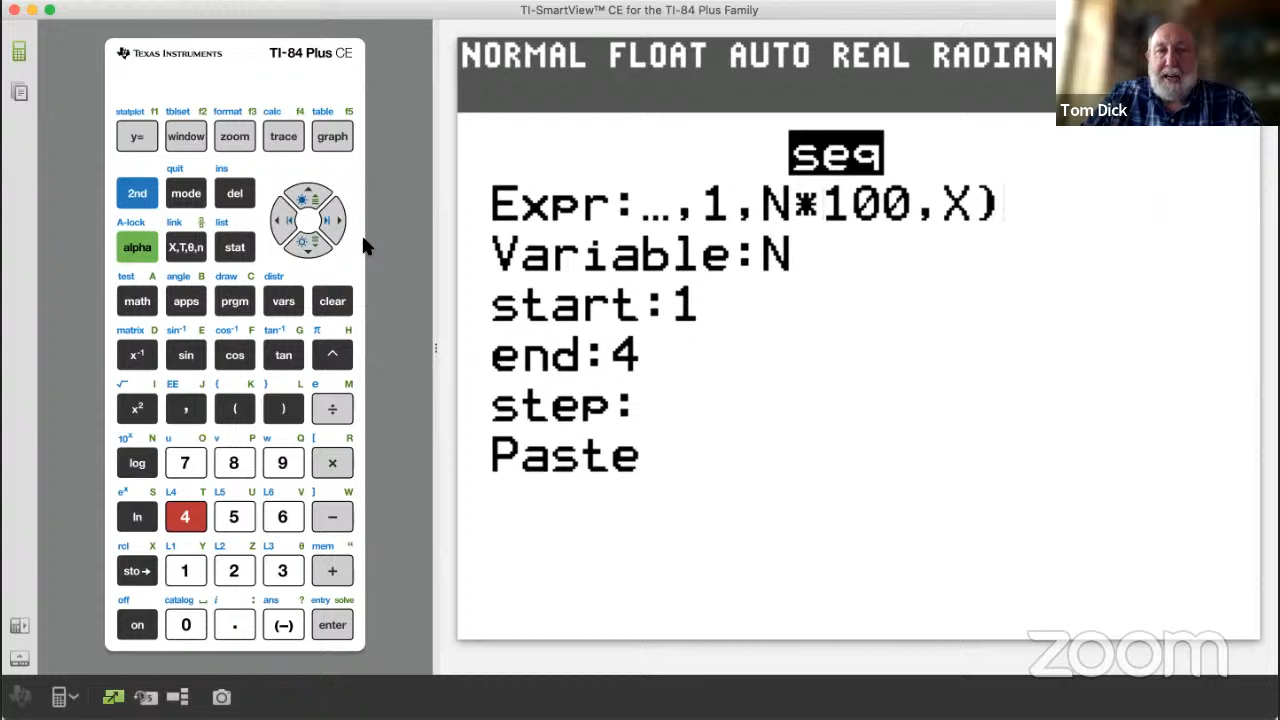 TI-SmartView™ CE for the TI-84 Plus Family
TEXAS INSTRUMENTS TI-84 Plus CE
statplot f1 tblset f2 format f3 calc f4 table f5
y= window zoom trace graph
quit ins
2nd mode del
A-lock link list
alpha X,T,θ,n stat
test A angle B draw C distr
math apps prgm vars clear
matrix D sin⁻¹ E cos⁻¹ F tan⁻¹ G π H
x⁻¹ sin cos tan ^
√ I EE J { K } L e M
x² , ( ) ÷
10ˣ N u O v P w Q [ R
log 7 8 9 ×
eˣ S L4 T L5 U L6 V ] W
ln 4 5 6 −
rcl X L1 Y L2 Z L3 θ mem "
sto→ 1 2 3 +
off catalog ⎵ i : ans ? entry solve
on 0 . (−) enter
NORMAL FLOAT AUTO REAL RADIAN
seq
Expr:…,1,N*100,X)
Variable:N
start:1
end:4
step:
Paste
Tom Dick
zoom